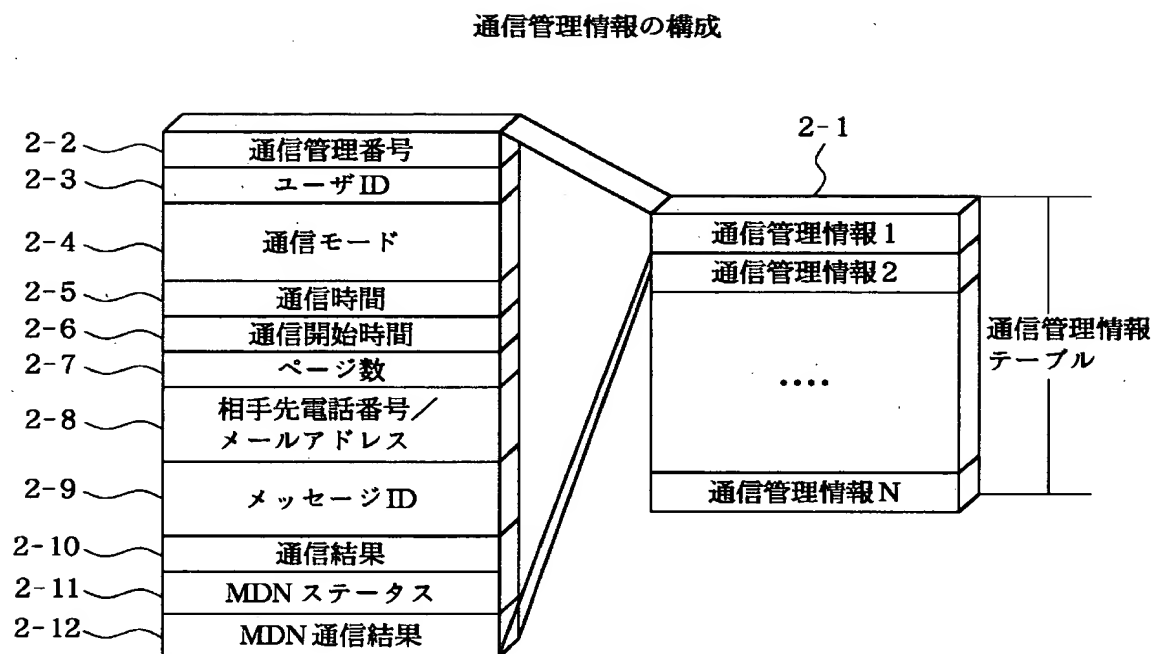 通信管理情報の構成
2-1
2-2 通信管理番号
2-3 ユーザID
2-4 通信モード
2-5 通信時間
2-6 通信開始時間
2-7 ページ数
2-8 相手先電話番号／
メールアドレス
2-9 メッセージID
2-10 通信結果
2-11 MDNステータス
2-12 MDN通信結果
通信管理情報1
通信管理情報2
････
通信管理情報N
通信管理情報
テーブル